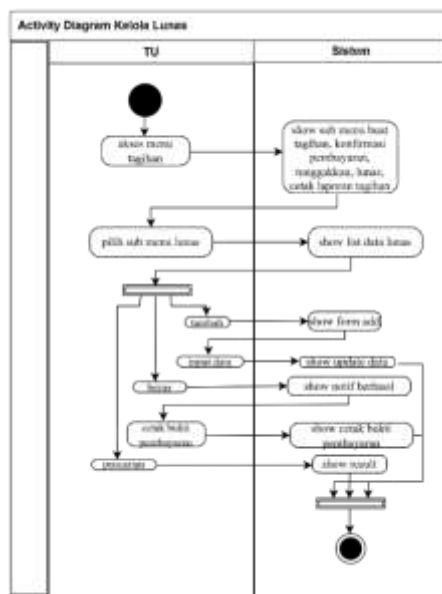 Activity Diagram Kelola Lunas
TU
Sistem
akses menu
tagihan
show sub menu buat
tagihan, konfirmasi
pembayaran,
tunggakkan, lunas,
cetak laporan tagihan
pilih sub menu lunas
show list data lunas
tambah
show form add
input data
show update data
show notif berhasil
cetak bukti
pembayaran
show cetak bukti
pembayaran
pencarian
show result